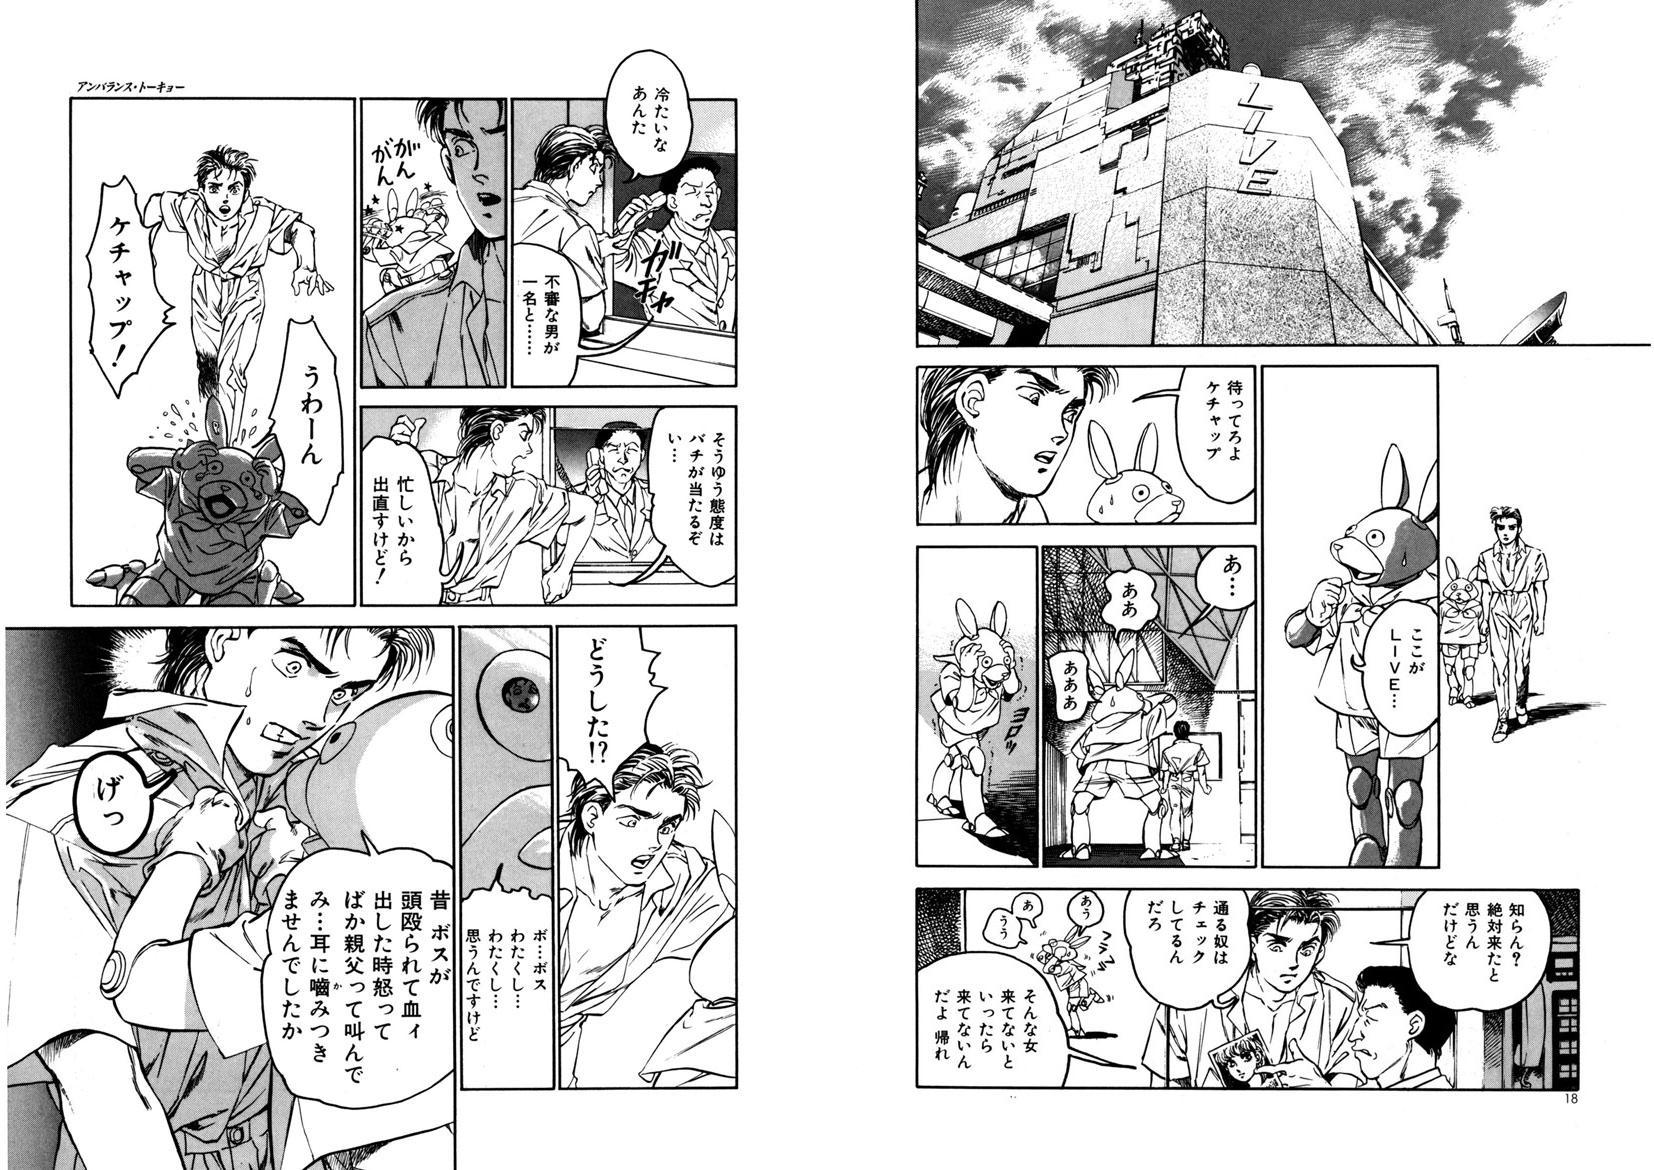 LIVE
ここが
LIVE…
待ってろよ
ケチャップ
あ…
ああ
あああ
ヨロッ
知らん?
絶対来たと
思うん
だけどな
通る奴は
チェック
してるん
だろ
あぅ
あ
うぅ
そんな女
来てないと
いったら
来てないん
だよ 帰れ
18
アンバランス・トーキョー
冷たいな
あんた
ガチャ
不審な男が
一名と……
がん
がん
そうゆう態度は
バチが当たるぞ
い…
忙しいから
出直すけど!
ケチャップ!
うわーん
どうした!?
ボ…ボス
わたくし…
わたくし…
思うんですけど
昔 ボスが
頭殴られて血ィ
出した時怒って
ばか親父って叫んで
み…耳に嚙みつき
か
ませんでしたか
げっ